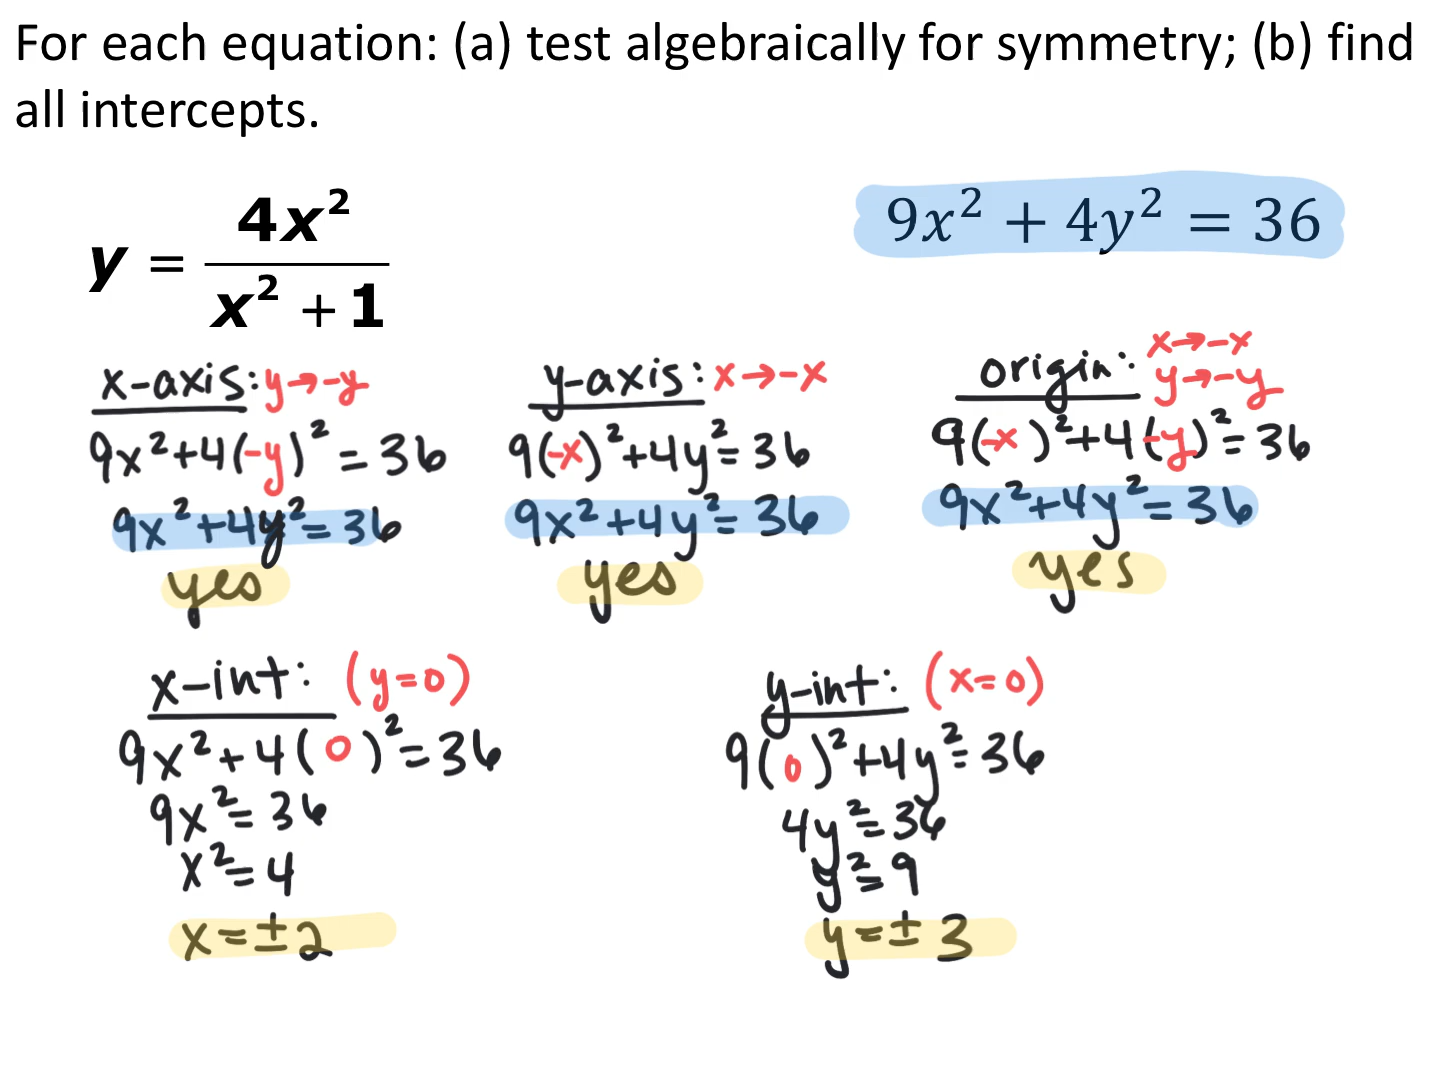 For each equation: (a) test algebraically for symmetry; (b) find
all intercepts.
y = 4x² / x² + 1
9x² + 4y² = 36
x-axis: y→-y
9x²+4(-y)² = 36
9x²+4y² = 36
yes
y-axis: x→-x
9(-x)²+4y² = 36
9x²+4y² = 36
yes
origin: x→-x
y→-y
9(-x)²+4(-y)² = 36
9x²+4y² = 36
yes
x-int: (y=0)
9x²+4(0)² = 36
9x² = 36
x² = 4
x = ±2
y-int: (x=0)
9(0)²+4y² = 36
4y² = 36
y² = 9
y = ±3